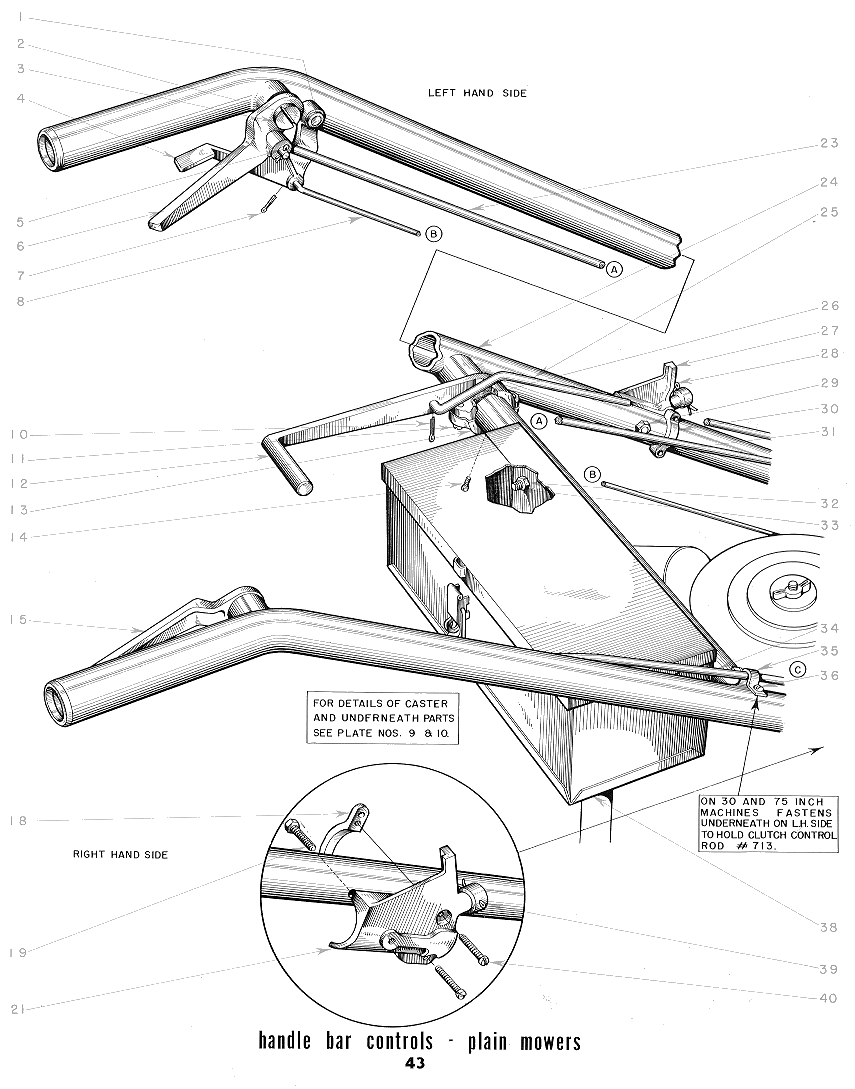 1
2
3
4
LEFT HAND SIDE
23
24
25
5
6
7
8
B
A
26
27
28
29
30
31
10
11
12
13
14
A
B
32
33
15
34
35
36
C
FOR DETAILS OF CASTER
AND UNDFRNEATH PARTS
SEE PLATE NOS. 9 & 10.
ON 30 AND 75 INCH
MACHINES FASTENS
UNDERNEATH ON L.H. SIDE
TO HOLD CLUTCH CONTROL
ROD # 713.
18
RIGHT HAND SIDE
19
21
38
39
40
handle bar controls - plain mowers
43